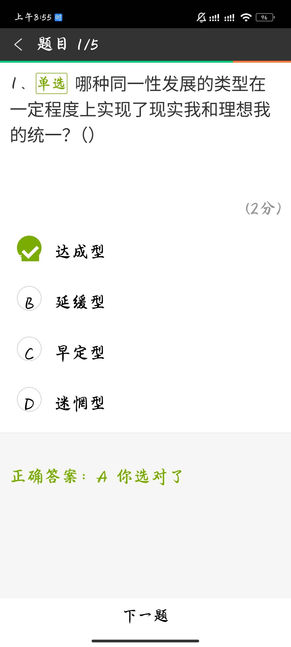 上午8:55
96
题目 1/5
1、单选 哪种同一性发展的类型在
一定程度上实现了现实我和理想我
的统一?()
(2分)
达成型
B 延缓型
C 早定型
D 迷惘型
正确答案：A 你选对了
下一题